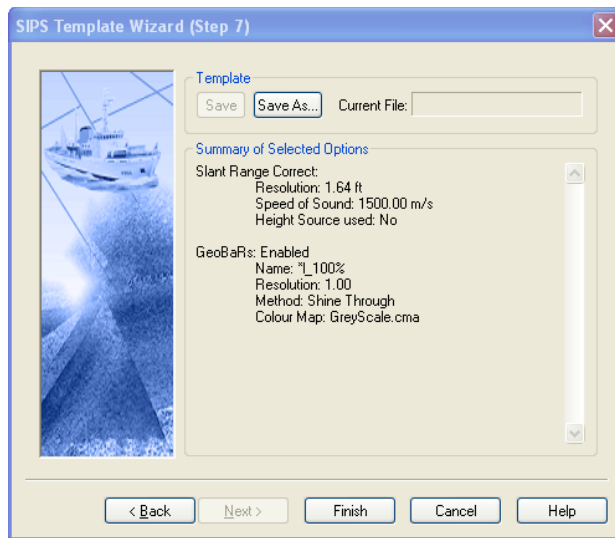 SIPS Template Wizard (Step 7)
Template
Save
Save As...
Current File:
Summary of Selected Options
Slant Range Correct:
Resolution: 1.64 ft
Speed of Sound: 1500.00 m/s
Height Source used: No
GeoBaRs: Enabled
Name: *I_100%
Resolution: 1.00
Method: Shine Through
Colour Map: GreyScale.cma
< Back
Next >
Finish
Cancel
Help